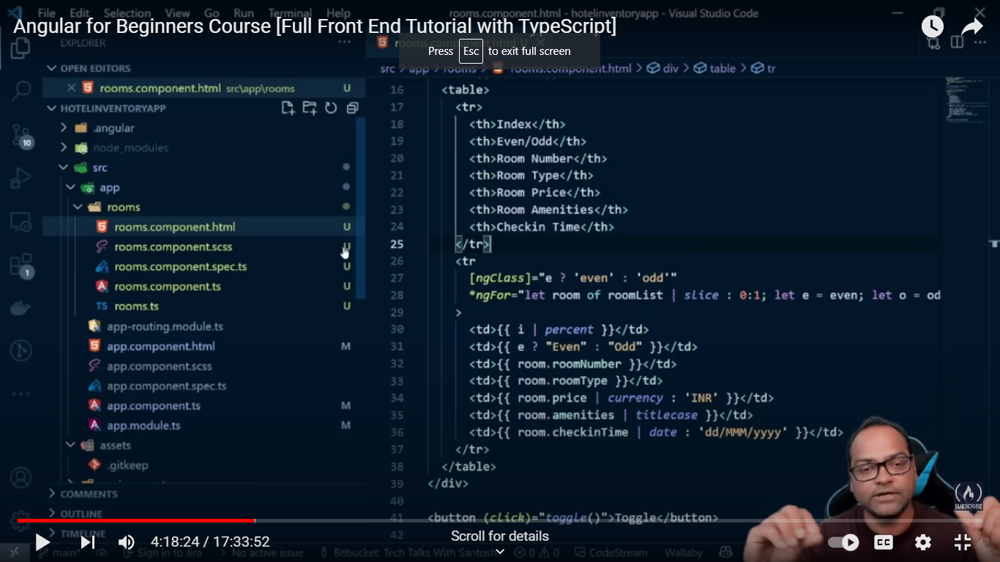 File Edit Selection View Go Run Terminal Help
rooms.component.html - hotelinventoryapp - Visual Studio Code
Angular for Beginners Course [Full Front End Tutorial with TypeScript]
Press Esc to exit full screen
EXPLORER
OPEN EDITORS
rooms.component.html src\app\rooms U
HOTELINVENTORYAPP
.angular
node_modules
src
app
rooms
rooms.component.html U
rooms.component.scss U
rooms.component.spec.ts U
rooms.component.ts U
rooms.ts U
app-routing.module.ts
app.component.html M
app.component.scss
app.component.spec.ts
app.component.ts M
app.module.ts M
assets
.gitkeep
COMMENTS
OUTLINE
TIMELINE
10
1
TS
src > app > rooms > rooms.component.html > div > table > tr
16 <table>
17 <tr>
18 <th>Index</th>
19 <th>Even/Odd</th>
20 <th>Room Number</th>
21 <th>Room Type</th>
22 <th>Room Price</th>
23 <th>Room Amenities</th>
24 <th>Checkin Time</th>
25 </tr>
26 <tr
27 [ngClass]="e ? 'even' : 'odd'"
28 *ngFor="let room of roomList | slice : 0:1; let e = even; let o = od
29 >
30 <td>{{ i | percent }}</td>
31 <td>{{ e ? "Even" : "Odd" }}</td>
32 <td>{{ room.roomNumber }}</td>
33 <td>{{ room.roomType }}</td>
34 <td>{{ room.price | currency : 'INR' }}</td>
35 <td>{{ room.amenities | titlecase }}</td>
36 <td>{{ room.checkinTime | date : 'dd/MMM/yyyy' }}</td>
37 </tr>
38 </table>
39 </div>
40
41 <button (click)="toggle()">Toggle</button>
42
SUBSCRIBE
4:18:24 / 17:33:52
Scroll for details
CC
main* Sign in to Jira No active issue Bitbucket: Tech Talks With Santosh 0 0 CodeStream Wallaby